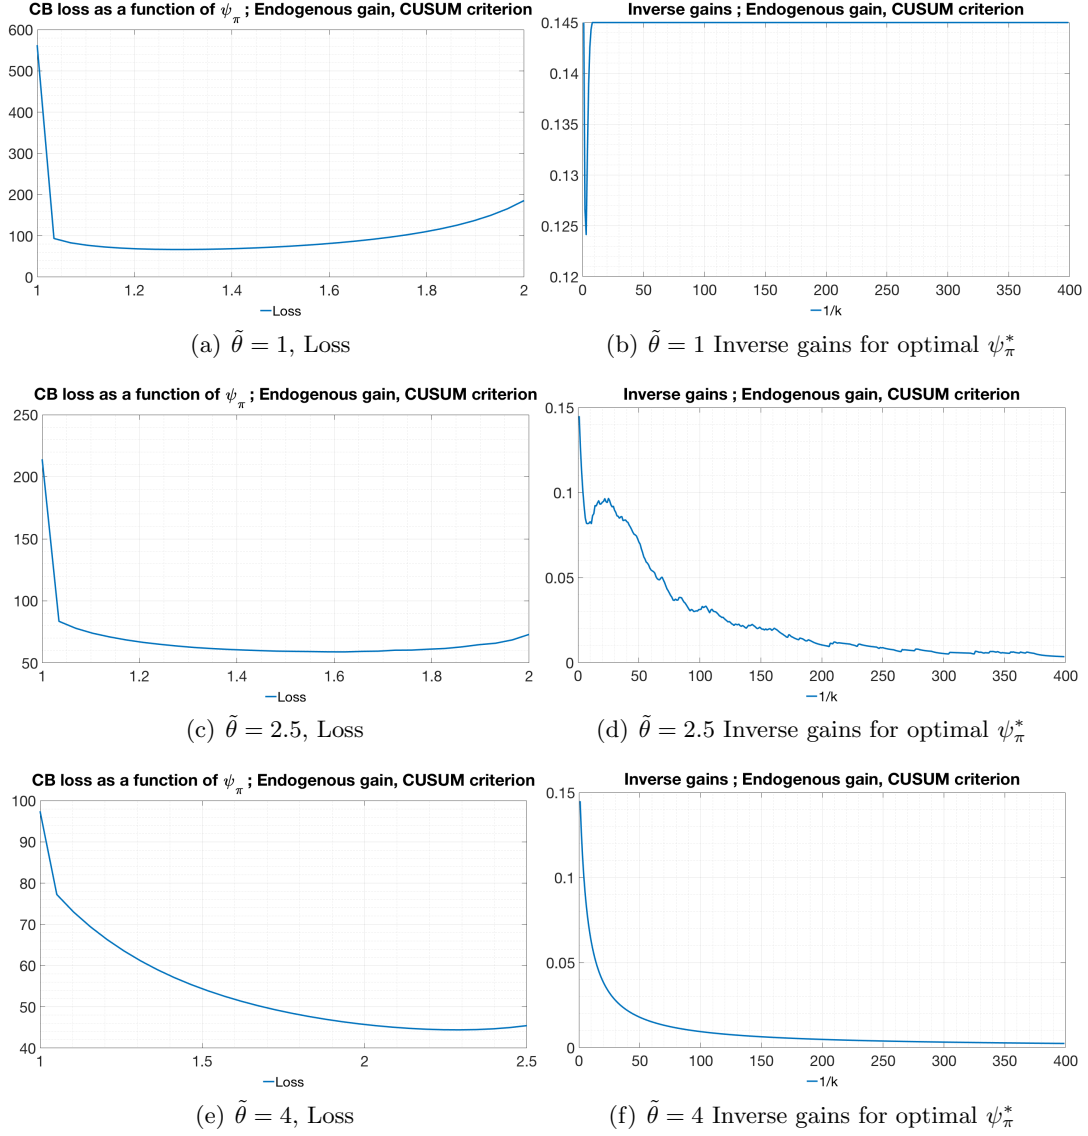 CB loss as a function of ψ_π ; Endogenous gain, CUSUM criterion
600
500
400
300
200
100
0
1 1.2 1.4 1.6 1.8 2
Loss
(a) θ̃ = 1, Loss
Inverse gains ; Endogenous gain, CUSUM criterion
0.145
0.14
0.135
0.13
0.125
0.12
0 50 100 150 200 250 300 350 400
1/k
(b) θ̃ = 1 Inverse gains for optimal ψ*_π
CB loss as a function of ψ_π ; Endogenous gain, CUSUM criterion
250
200
150
100
50
1 1.2 1.4 1.6 1.8 2
Loss
(c) θ̃ = 2.5, Loss
Inverse gains ; Endogenous gain, CUSUM criterion
0.15
0.1
0.05
0
0 50 100 150 200 250 300 350 400
1/k
(d) θ̃ = 2.5 Inverse gains for optimal ψ*_π
CB loss as a function of ψ_π ; Endogenous gain, CUSUM criterion
100
90
80
70
60
50
40
1 1.5 2 2.5
Loss
(e) θ̃ = 4, Loss
Inverse gains ; Endogenous gain, CUSUM criterion
0.15
0.1
0.05
0
0 50 100 150 200 250 300 350 400
1/k
(f) θ̃ = 4 Inverse gains for optimal ψ*_π